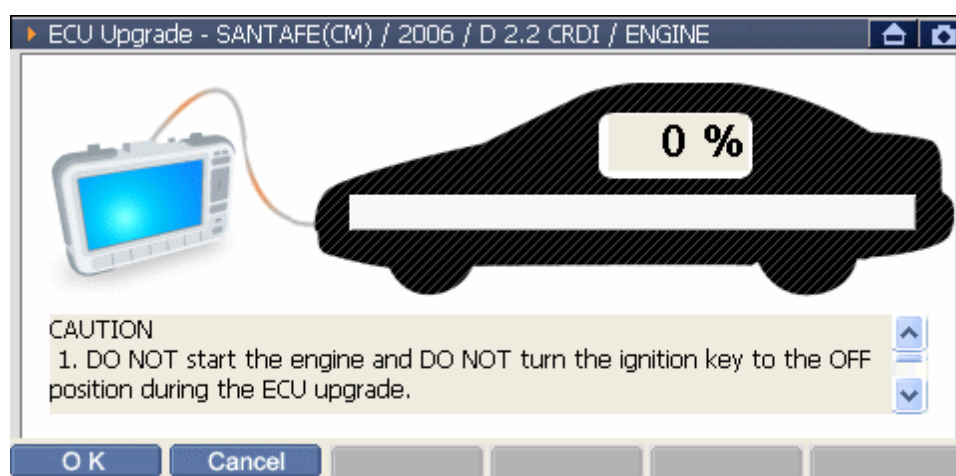 ECU Upgrade - SANTAFE(CM) / 2006 / D 2.2 CRDI / ENGINE
0 %
CAUTION
1. DO NOT start the engine and DO NOT turn the ignition key to the OFF
position during the ECU upgrade.
O K Cancel